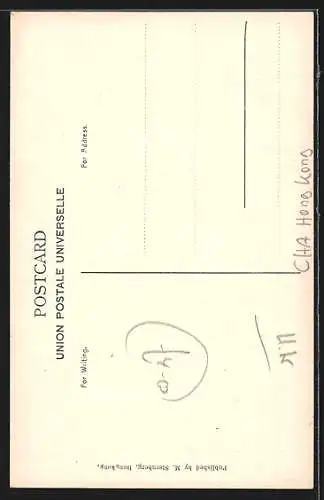 POSTCARD
UNION POSTALE UNIVERSELLE
For Writing.
For Address.
Published by M. Sternberg, Hongkong.
CHA Hong Kong